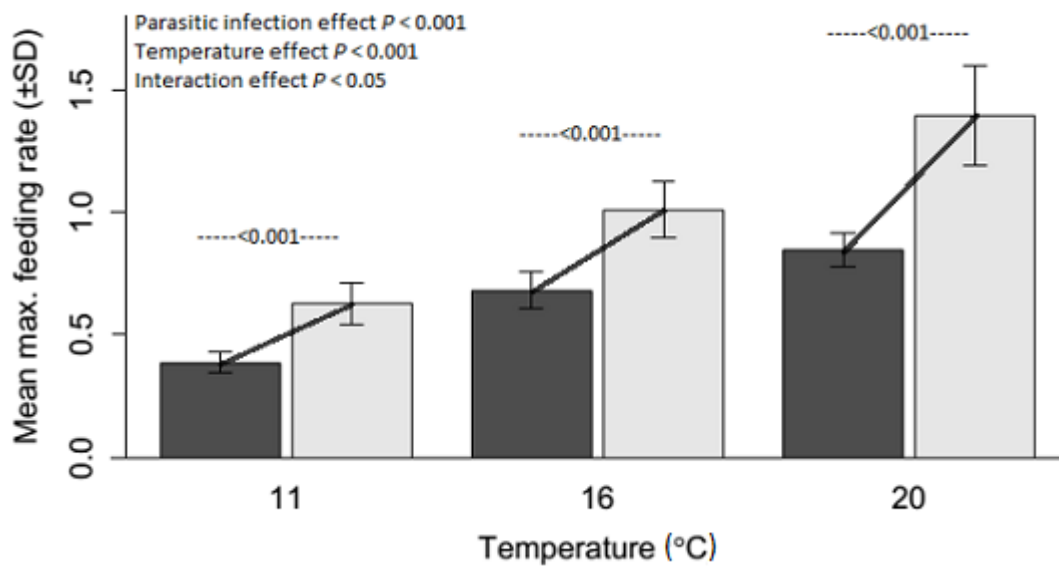 Parasitic infection effect P < 0.001
Temperature effect P < 0.001
Interaction effect P < 0.05
-----<0.001-----
-----<0.001-----
-----<0.001-----
Mean max. feeding rate (±SD)
1.5
1.0
0.5
0.0
11 16 20
Temperature (°C)